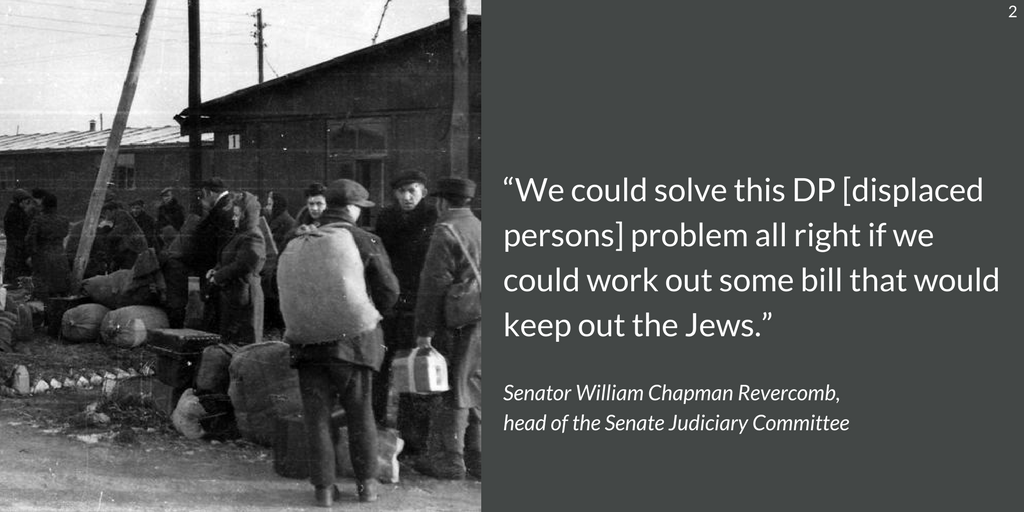 2
1
“We could solve this DP [displaced
persons] problem all right if we
could work out some bill that would
keep out the Jews.”
Senator William Chapman Revercomb,
head of the Senate Judiciary Committee